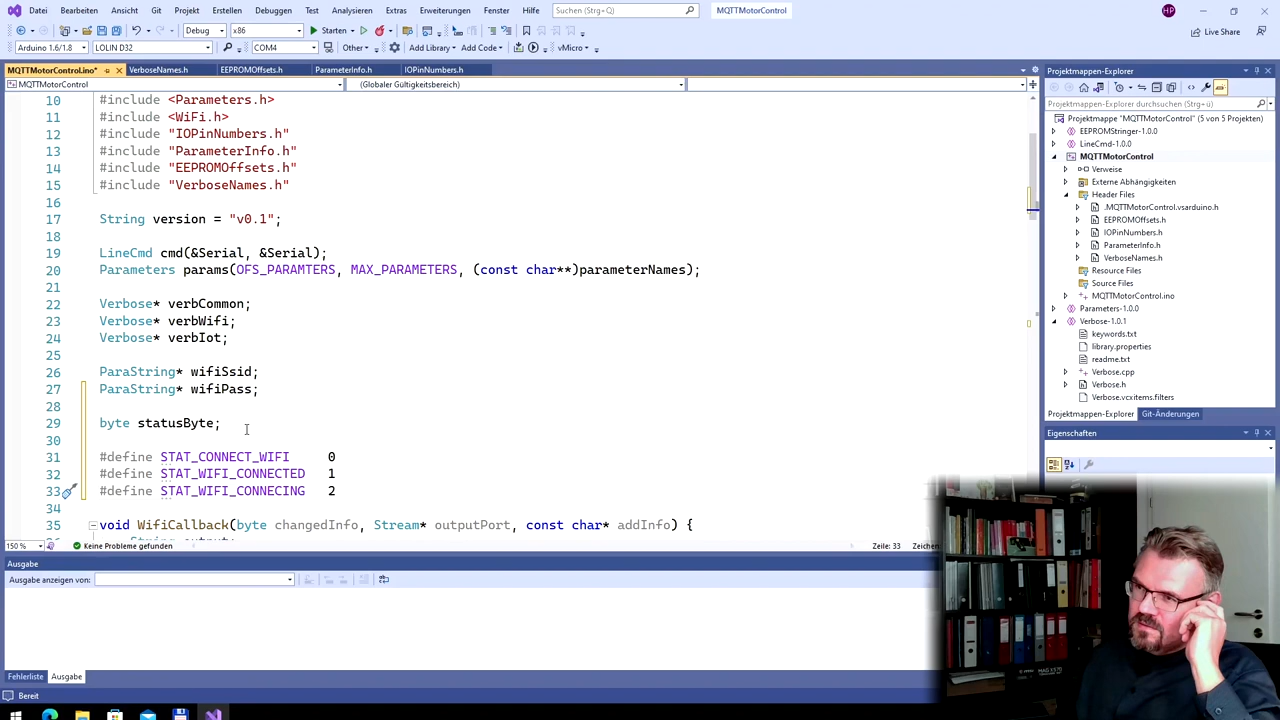 Datei Bearbeiten Ansicht Git Projekt Erstellen Debuggen Test Analysieren Extras Erweiterungen Fenster Hilfe Suchen (Strg+Q) MQTTMotorControl HP
Debug x86 Starten Live Share
Arduino 1.6/1.8 LOLIN D32 COM4 Other Add Library Add Code vMicro
MQTTMotorControl.ino* VerboseNames.h EEPROMOffsets.h ParameterInfo.h IOPinNumbers.h
MQTTMotorControl (Globaler Gültigkeitsbereich)
10 #include <Parameters.h>
11 #include <WiFi.h>
12 #include "IOPinNumbers.h"
13 #include "ParameterInfo.h"
14 #include "EEPROMOffsets.h"
15 #include "VerboseNames.h"
16
17 String version = "v0.1";
18
19 LineCmd cmd(&Serial, &Serial);
20 Parameters params(OFS_PARAMTERS, MAX_PARAMETERS, (const char**)parameterNames);
21
22 Verbose* verbCommon;
23 Verbose* verbWifi;
24 Verbose* verbIot;
25
26 ParaString* wifiSsid;
27 ParaString* wifiPass;
28
29 byte statusByte;
30
31 #define STAT_CONNECT_WIFI 0
32 #define STAT_WIFI_CONNECTED 1
33 #define STAT_WIFI_CONNECING 2
34
35 void WifiCallback(byte changedInfo, Stream* outputPort, const char* addInfo) {
150 % Keine Probleme gefunden Zeile: 33 Zeichen
Ausgabe
Ausgabe anzeigen von:
Fehlerliste Ausgabe
Bereit
Projektmappen-Explorer
Projektmappen-Explorer durchsuchen (Strg+ü)
Projektmappe "MQTTMotorControl" (5 von 5 Projekten)
EEPROMStringer-1.0.0
LineCmd-1.0.0
MQTTMotorControl
Verweise
Externe Abhängigkeiten
Header Files
.MQTTMotorControl.vsarduino.h
EEPROMOffsets.h
IOPinNumbers.h
ParameterInfo.h
VerboseNames.h
Resource Files
Source Files
MQTTMotorControl.ino
Parameters-1.0.0
Verbose-1.0.1
keywords.txt
library.properties
readme.txt
Verbose.cpp
Verbose.h
Verbose.vcxitems.filters
Projektmappen-Explorer Git-Änderungen
Eigenschaften